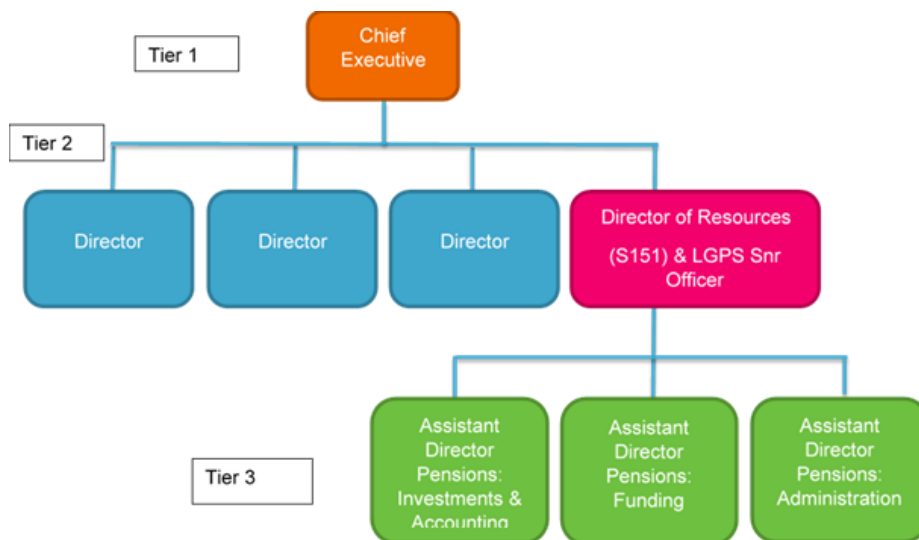 Tier 1
Chief
Executive
Tier 2
Director
Director
Director
Director of Resources
(S151) & LGPS Snr
Officer
Tier 3
Assistant
Director
Pensions:
Investments &
Accounting
Assistant
Director
Pensions:
Funding
Assistant
Director
Pensions:
Administration